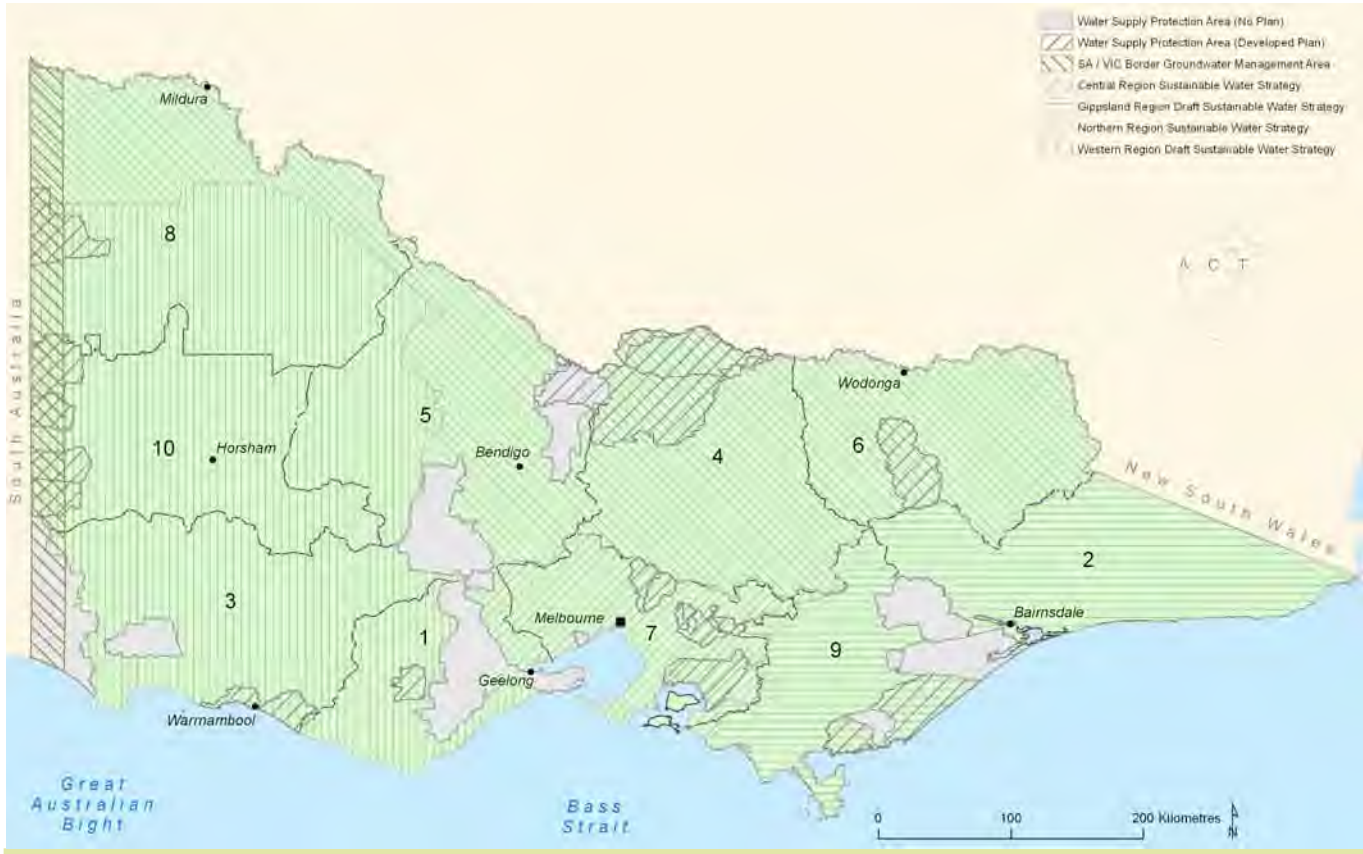 Water Supply Protection Area (No Plan)
Water Supply Protection Area (Developed Plan)
SA / VIC Border Groundwater Management Area
Central Region Sustainable Water Strategy
Gippsland Region Draft Sustainable Water Strategy
Northern Region Sustainable Water Strategy
Western Region Draft Sustainable Water Strategy
Mildura
8
A C T
South Australia
Wodonga
5
6
10
Horsham
Bendigo
4
New South Wales
2
3
Melbourne
Bairnsdale
1
7
9
Geelong
Warrnambool
Great
Australian
Bight
Bass
Strait
0
100
200 Kilometres
N